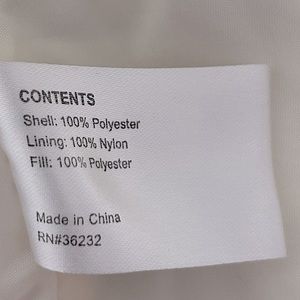 CONTENTS
Shell: 100% Polyester
Lining: 100% Nylon
Fill: 100% Polyester
Made in China
RN#36232